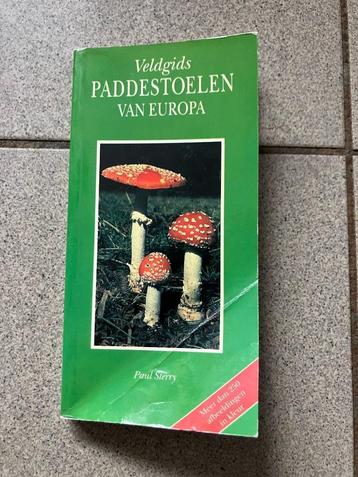 Veldgids
PADDESTOELEN
VAN EUROPA
Paul Sterry
Meer dan 250
afbeeldingen
in kleur